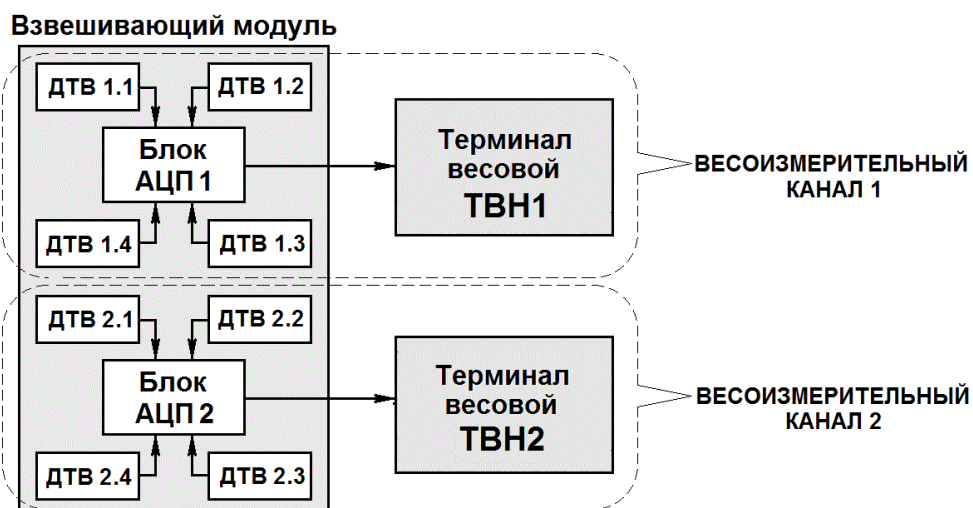 Взвешивающий модуль
ДТВ 1.1
ДТВ 1.2
Блок
АЦП 1
ДТВ 1.4
ДТВ 1.3
Терминал
весовой
ТВН1
ВЕСОИЗМЕРИТЕЛЬНЫЙ
КАНАЛ 1
ДТВ 2.1
ДТВ 2.2
Блок
АЦП 2
ДТВ 2.4
ДТВ 2.3
Терминал
весовой
ТВН2
ВЕСОИЗМЕРИТЕЛЬНЫЙ
КАНАЛ 2